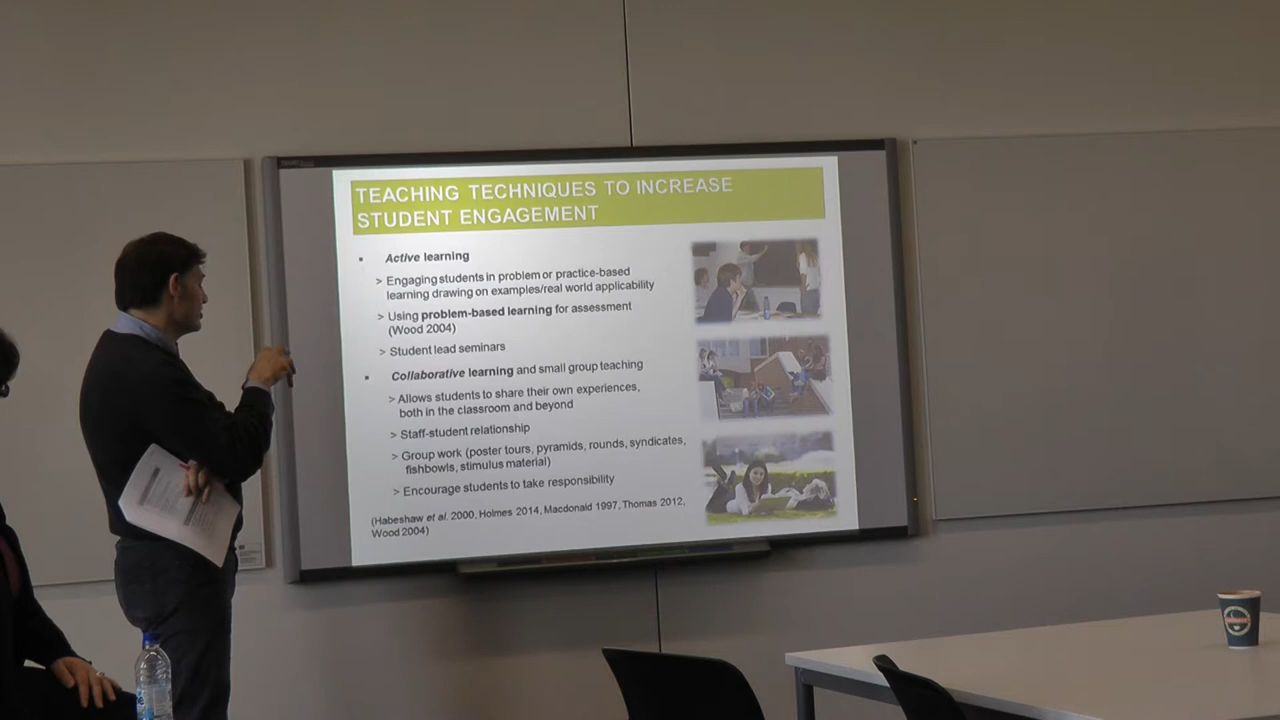 TEACHING TECHNIQUES TO INCREASE
STUDENT ENGAGEMENT
▪ Active learning
> Engaging students in problem or practice-based
learning drawing on examples/real world applicability
> Using problem-based learning for assessment
(Wood 2004)
> Student lead seminars
▪ Collaborative learning and small group teaching
> Allows students to share their own experiences,
both in the classroom and beyond
> Staff-student relationship
> Group work (poster tours, pyramids, rounds, syndicates,
fishbowls, stimulus material)
> Encourage students to take responsibility
(Habeshaw et al. 2000, Holmes 2014, Macdonald 1997, Thomas 2012,
Wood 2004)